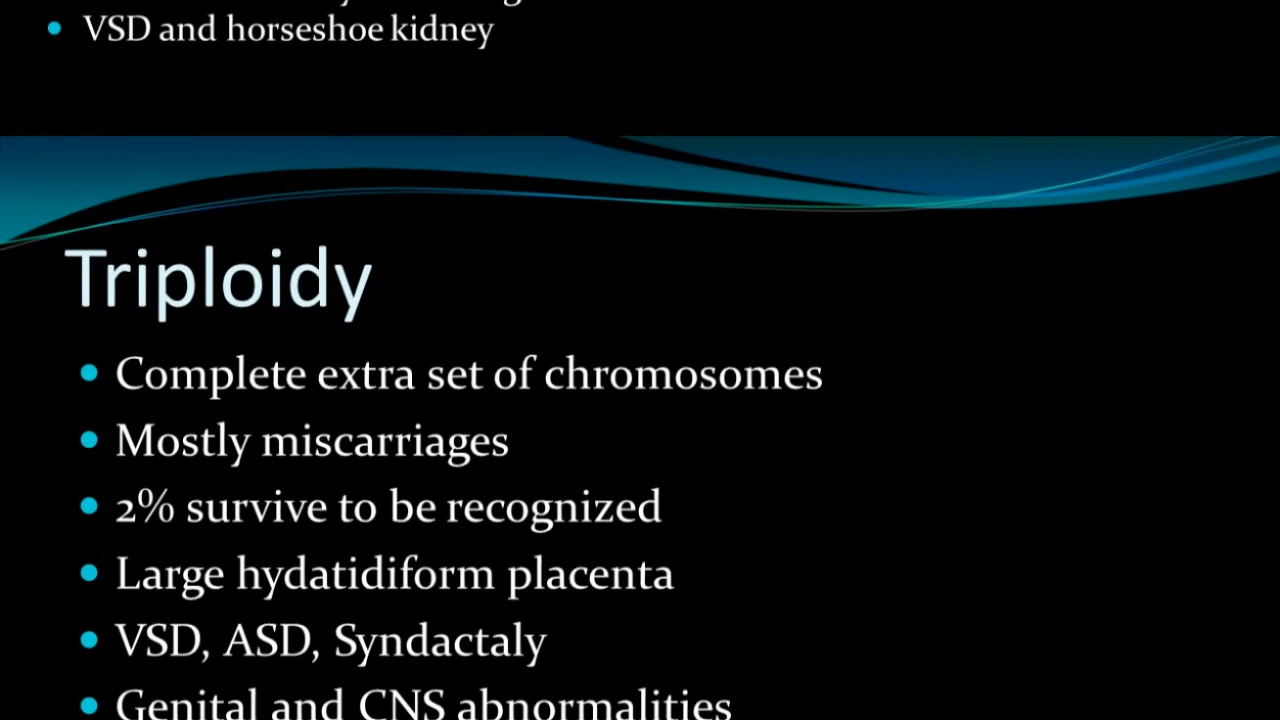 VSD and horseshoe kidney
Triploidy
Complete extra set of chromosomes
Mostly miscarriages
2% survive to be recognized
Large hydatidiform placenta
VSD, ASD, Syndactaly
Genital and CNS abnormalities